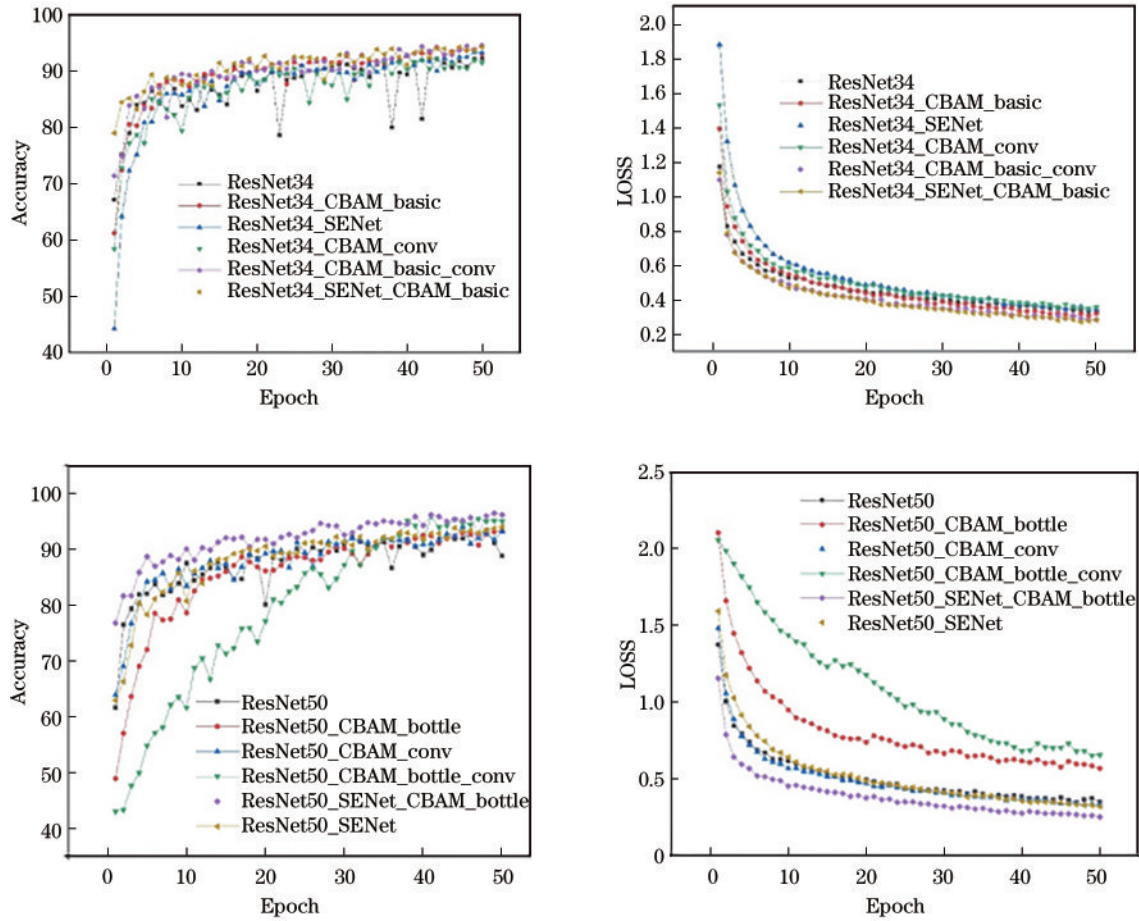 100
90
80
70
60
50
40
Accuracy
0
10
20
30
40
50
Epoch
ResNet34
ResNet34_CBAM_basic
ResNet34_SENet
ResNet34_CBAM_conv
ResNet34_CBAM_basic_conv
ResNet34_SENet_CBAM_basic
2.0
1.8
1.6
1.4
1.2
1.0
0.8
0.6
0.4
0.2
LOSS
0
10
20
30
40
50
Epoch
ResNet34
ResNet34_CBAM_basic
ResNet34_SENet
ResNet34_CBAM_conv
ResNet34_CBAM_basic_conv
ResNet34_SENet_CBAM_basic
100
90
80
70
60
50
40
Accuracy
0
10
20
30
40
50
Epoch
ResNet50
ResNet50_CBAM_bottle
ResNet50_CBAM_conv
ResNet50_CBAM_bottle_conv
ResNet50_SENet_CBAM_bottle
ResNet50_SENet
2.5
2.0
1.5
1.0
0.5
0
LOSS
0
10
20
30
40
50
Epoch
ResNet50
ResNet50_CBAM_bottle
ResNet50_CBAM_conv
ResNet50_CBAM_bottle_conv
ResNet50_SENet_CBAM_bottle
ResNet50_SENet